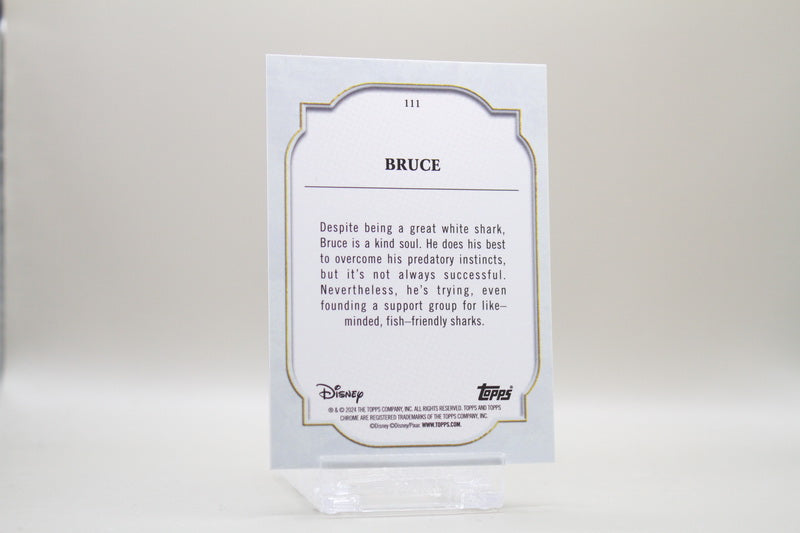 111
BRUCE
Despite being a great white shark,
Bruce is a kind soul. He does his best
to overcome his predatory instincts,
but it's not always successful.
Nevertheless, he's trying, even
founding a support group for like–
minded, fish–friendly sharks.
Disney
topps®
® & © 2024 THE TOPPS COMPANY, INC. ALL RIGHTS RESERVED. TOPPS AND TOPPS
CHROME ARE REGISTERED TRADEMARKS OF THE TOPPS COMPANY, INC.
©Disney ©Disney/Pixar. WWW.TOPPS.COM.